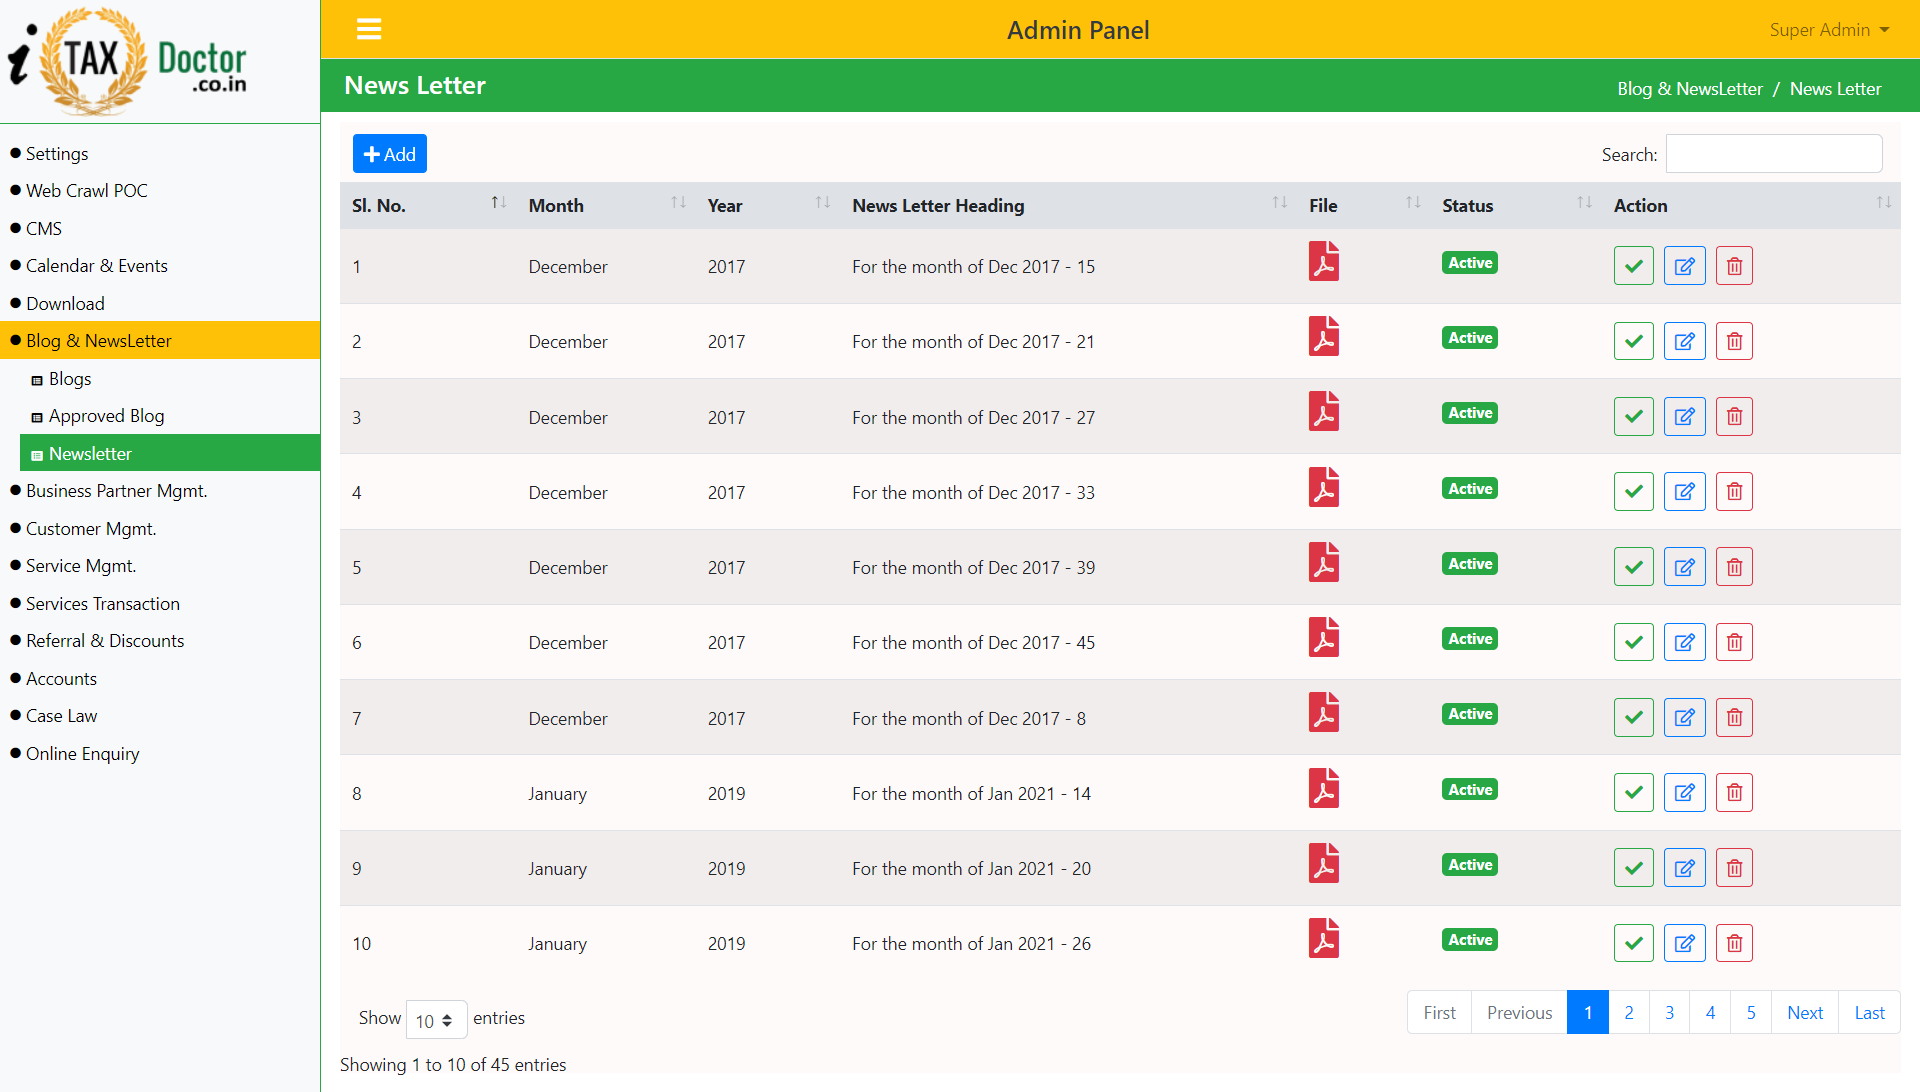 i TAX Doctor
.co.in
Admin Panel
Super Admin
News Letter
Blog & NewsLetter / News Letter
Settings
Web Crawl POC
CMS
Calendar & Events
Download
Blog & NewsLetter
Blogs
Approved Blog
Newsletter
Business Partner Mgmt.
Customer Mgmt.
Service Mgmt.
Services Transaction
Referral & Discounts
Accounts
Case Law
Online Enquiry
Add
Search:
Sl. No. Month Year News Letter Heading File Status Action
1 December 2017 For the month of Dec 2017 - 15 Active
2 December 2017 For the month of Dec 2017 - 21 Active
3 December 2017 For the month of Dec 2017 - 27 Active
4 December 2017 For the month of Dec 2017 - 33 Active
5 December 2017 For the month of Dec 2017 - 39 Active
6 December 2017 For the month of Dec 2017 - 45 Active
7 December 2017 For the month of Dec 2017 - 8 Active
8 January 2019 For the month of Jan 2021 - 14 Active
9 January 2019 For the month of Jan 2021 - 20 Active
10 January 2019 For the month of Jan 2021 - 26 Active
Show 10 entries
First Previous 1 2 3 4 5 Next Last
Showing 1 to 10 of 45 entries